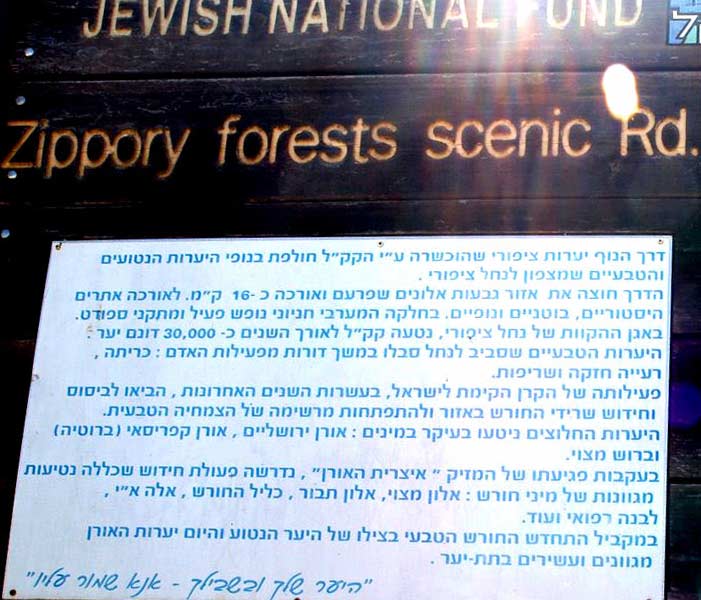 JEWISH NATIONAL FUND
Zippory forests scenic Rd.
דרך הנוף יערות ציפורי שהוכשרה ע״י הקק״ל חולפת בנופי היערות הנטועים
והטבעיים שמצפון לנחל ציפורי .
הדרך חוצה את אזור גבעות אלונים שפרעם ואורכה כ -16 ק״מ. לאורכה אתרים
היסטוריים, בוטניים ונופיים. בחלקה המערבי חניוני נופש פעיל ומתקני ספורט.
באגן ההקוות של נחל ציפורי, נטעה קק״ל לאורך השנים כ- 30,000 דונם יער .
היערות הטבעיים שסביב לנחל סבלו במשך דורות מפעילות האדם : כריתה ,
רעייה חזקה ושריפות.
פעילותה של הקרן הקימת לישראל, בעשרות השנים האחרונות , הביאו לביסוס
וחידוש שרידי החורש באזור ולהתפתחות מרשימה של הצמחיה הטבעית.
היערות החלוצים ניטעו בעיקר במינים : אורן ירושליים , אורן קפריסאי (ברוטיה)
וברוש מצוי.
בעקבות פגיעתו של המזיק ״ איצרית האורן״ , נדרשה פעולת חידוש שכללה נטיעות
מגוונות של מיני חורש : אלון מצוי, אלון תבור , כליל החורש , אלה א״י ,
לבנה רפואי ועוד.
במקביל התחדש החורש הטבעי בצילו של היער הנטוע והיום יערות האורן
מגוונים ועשירים בתת-יער .
״היער שלך ובשבילך - אנא שמור עליו״